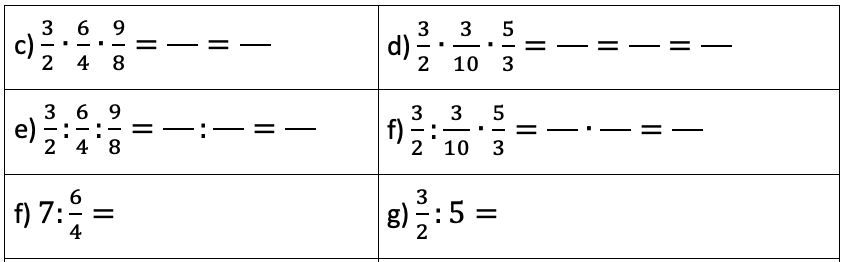 c) 3/2 · 6/4 · 9/8 = — = —
d) 3/2 · 3/10 · 5/3 = — = — = —
e) 3/2 : 6/4 : 9/8 = — : — = —
f) 3/2 : 3/10 · 5/3 = — · — = —
f) 7 : 6/4 =
g) 3/2 : 5 =